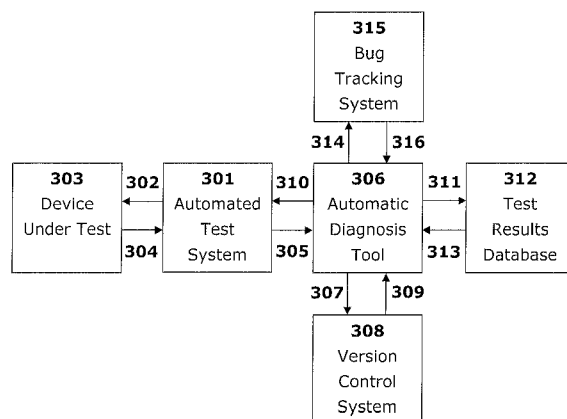 315
Bug
Tracking
System
314
316
303
Device
Under Test
302
304
301
Automated
Test
System
310
305
306
Automatic
Diagnosis
Tool
311
313
312
Test
Results
Database
307
309
308
Version
Control
System